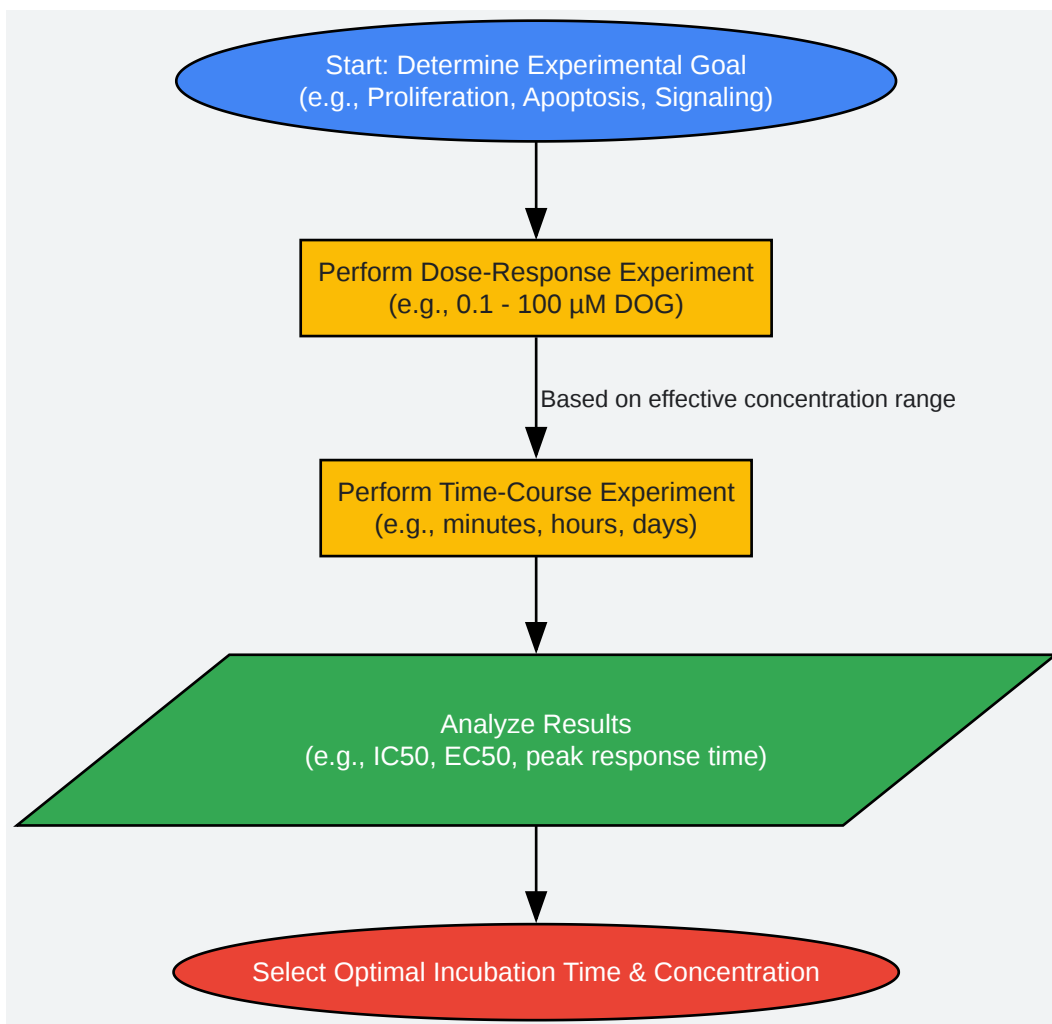 Start: Determine Experimental Goal
(e.g., Proliferation, Apoptosis, Signaling)
Perform Dose-Response Experiment
(e.g., 0.1 - 100 µM DOG)
Based on effective concentration range
Perform Time-Course Experiment
(e.g., minutes, hours, days)
Analyze Results
(e.g., IC50, EC50, peak response time)
Select Optimal Incubation Time & Concentration